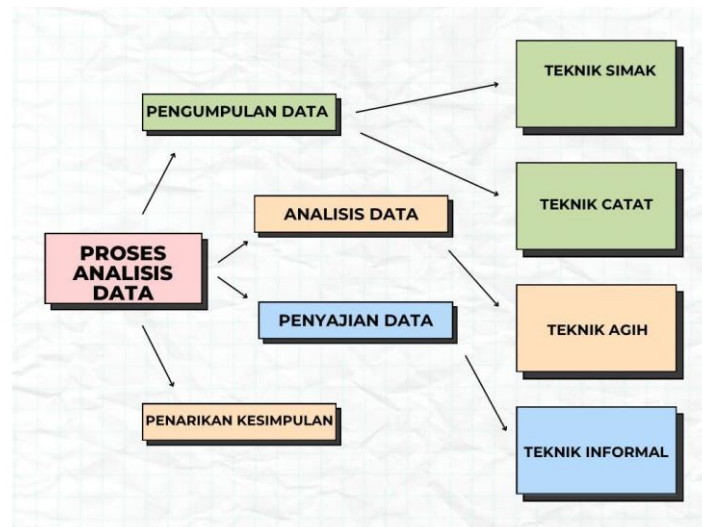 PROSES
ANALISIS
DATA
PENGUMPULAN DATA
ANALISIS DATA
PENYAJIAN DATA
PENARIKAN KESIMPULAN
TEKNIK SIMAK
TEKNIK CATAT
TEKNIK AGIH
TEKNIK INFORMAL